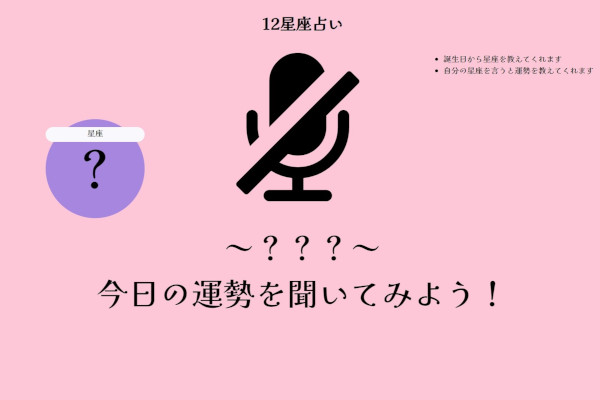 12星座占い
・誕生日から星座を教えてくれます
・自分の星座を言うと運勢を教えてくれます
星座
？
～？？？～
今日の運勢を聞いてみよう！